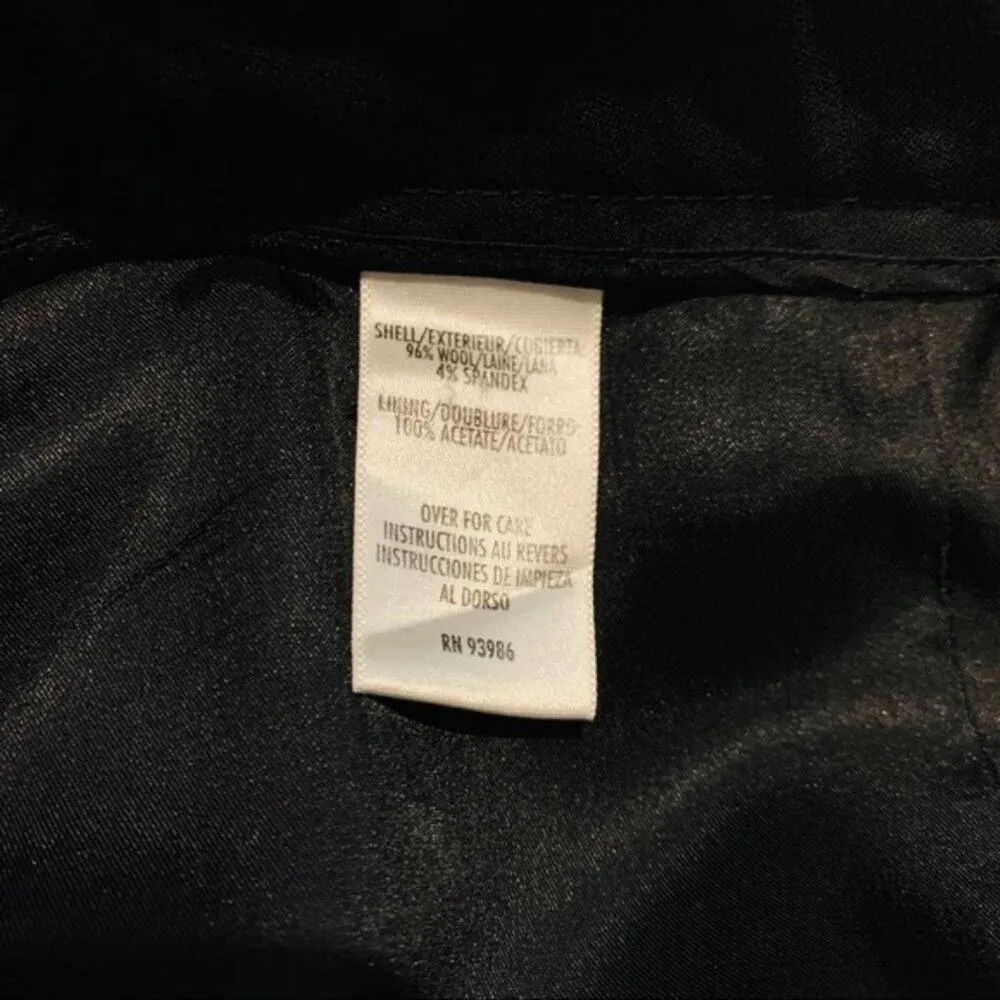 SHELL/EXTERIEUR/CUBIERTA
96% WOOL/LAINE/LANA
4% SPANDEX
LINING/DOUBLURE/FORRO:
100% ACETATE/ACETATO
OVER FOR CARE
INSTRUCTIONS AU REVERS
INSTRUCCIONES DE IMPIEZA
AL DORSO
RN 93986